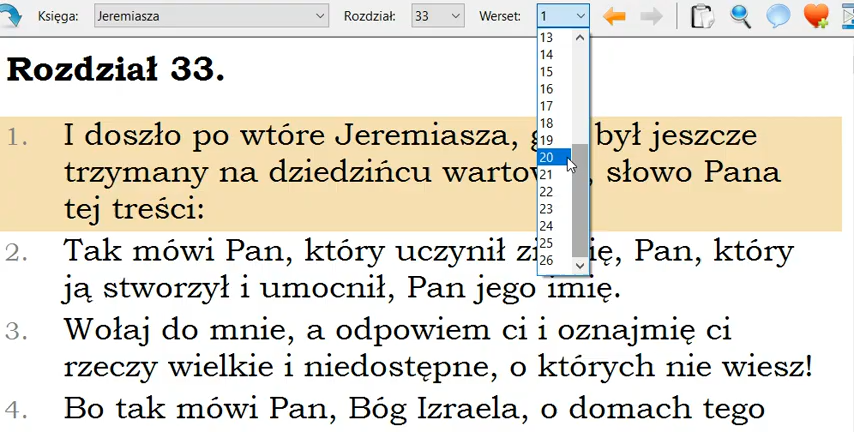 Księga: Jeremiasza Rozdział: 33 Werset: 1
13
14
15
16
17
18
19
20
21
22
23
24
25
26
Rozdział 33.
1. I doszło po wtóre Jeremiasza, był jeszcze
trzymany na dziedzińcu słowo Pana
tej treści:
2. Tak mówi Pan, który uczynił Pan, który
ją stworzył i umocnił, Pan jego imię.
3. Wołaj do mnie, a odpowiem ci i oznajmię ci
rzeczy wielkie i niedostępne, o których nie wiesz!
4. Bo tak mówi Pan, Bóg Izraela, o domach tego